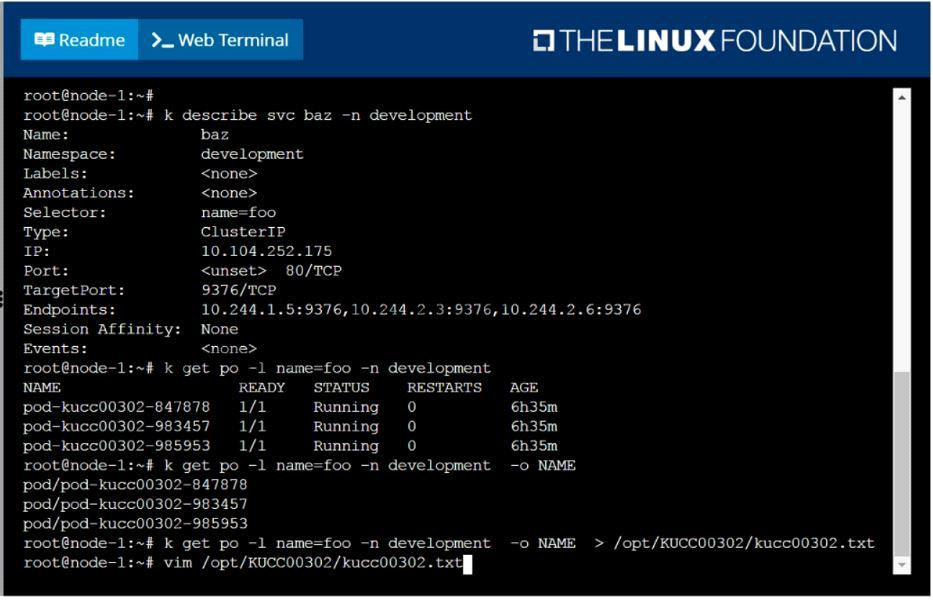 Readme
Web Terminal
THE LINUX FOUNDATION
root@node-1:~#
root@node-1:~# k describe svc baz -n development
Name: baz
Namespace: development
Labels: <none>
Annotations: <none>
Selector: name=foo
Type: ClusterIP
IP: 10.104.252.175
Port: <unset> 80/TCP
TargetPort: 9376/TCP
Endpoints: 10.244.1.5:9376,10.244.2.3:9376,10.244.2.6:9376
Session Affinity: None
Events: <none>
root@node-1:~# k get po -l name=foo -n development
NAME READY STATUS RESTARTS AGE
pod-kucc00302-847878 1/1 Running 0 6h35m
pod-kucc00302-983457 1/1 Running 0 6h35m
pod-kucc00302-985953 1/1 Running 0 6h35m
root@node-1:~# k get po -l name=foo -n development -o NAME
pod/pod-kucc00302-847878
pod/pod-kucc00302-983457
pod/pod-kucc00302-985953
root@node-1:~# k get po -l name=foo -n development -o NAME > /opt/KUCC00302/kucc00302.txt
root@node-1:~# vim /opt/KUCC00302/kucc00302.txt